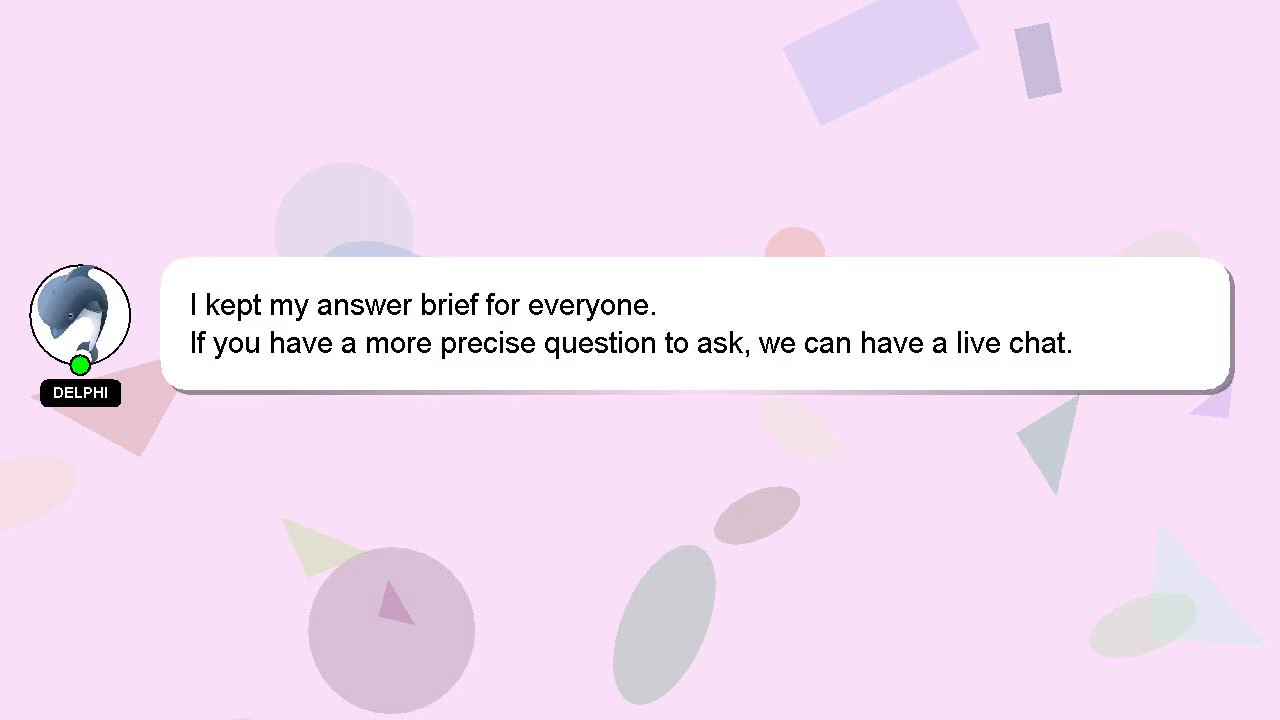 I kept my answer brief for everyone.
If you have a more precise question to ask, we can have a live chat.
DELPHI